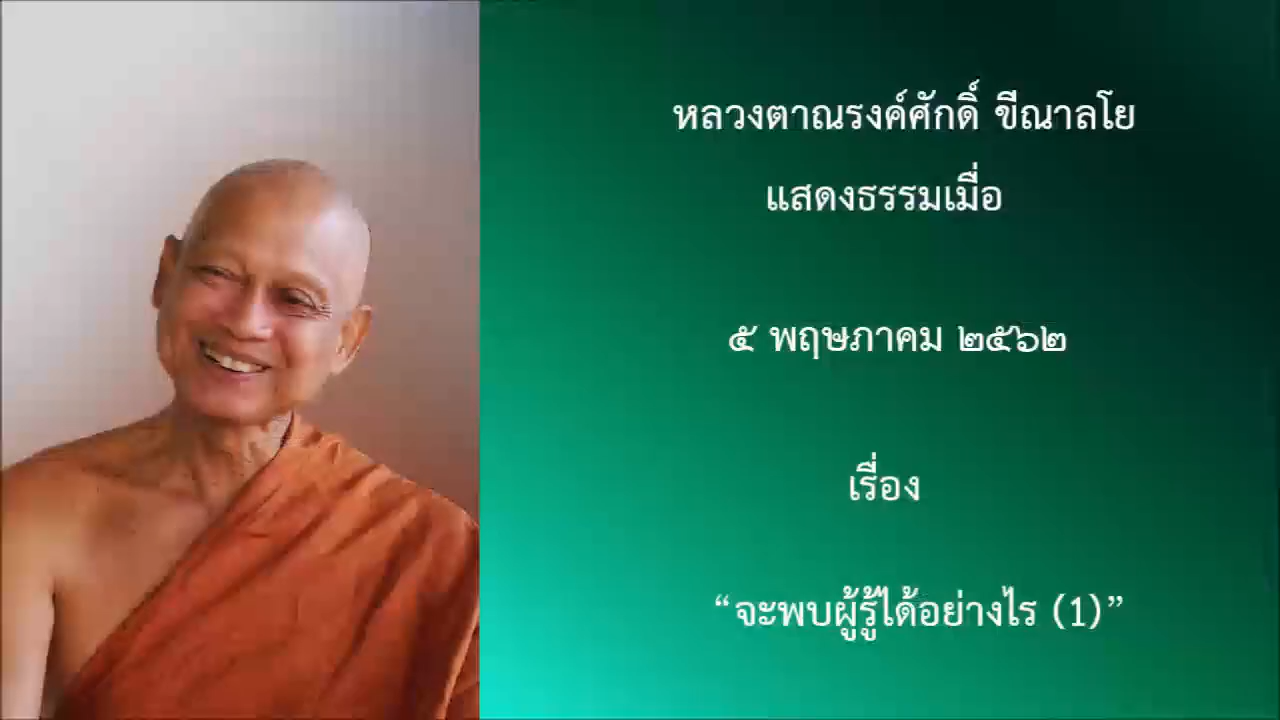 หลวงตาณรงค์ศักดิ์ ขีณาลโย
แสดงธรรมเมื่อ
๕ พฤษภาคม ๒๕๖๒
เรื่อง
“จะพบผู้รู้ได้อย่างไร (1)”